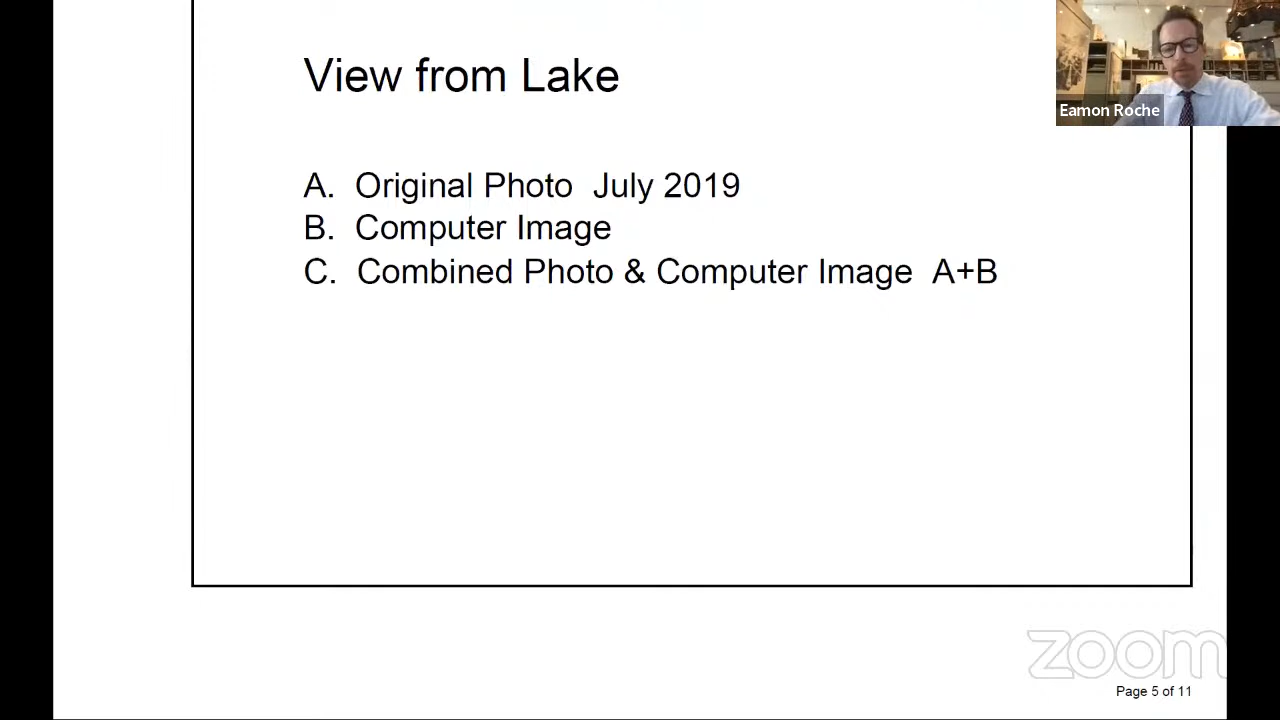 View from Lake
Eamon Roche
A. Original Photo July 2019
B. Computer Image
C. Combined Photo & Computer Image A+B
zoom
Page 5 of 11